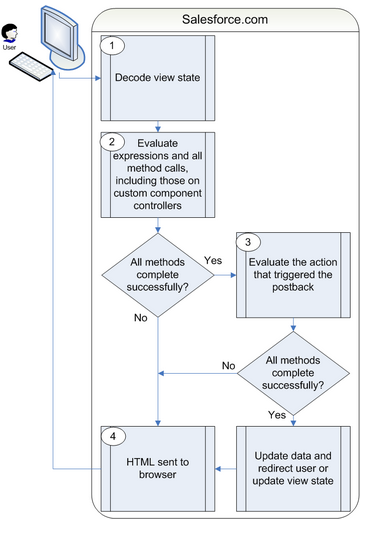 Salesforce.com
User
1
Decode view state
2
Evaluate
expressions and all
method calls,
including those on
custom component
controllers
All methods
complete
successfully?
Yes
No
3
Evaluate the action
that triggered the
postback
All methods
complete
successfully?
No
Yes
4
HTML sent to
browser
Update data and
redirect user or
update view state